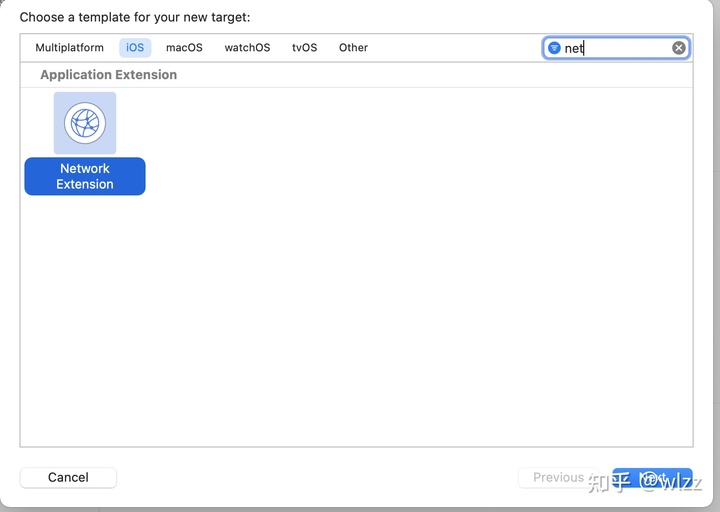 Choose a template for your new target:
Multiplatform iOS macOS watchOS tvOS Other net
Application Extension
Network
Extension
Cancel Previous Next
知乎 @wlzz